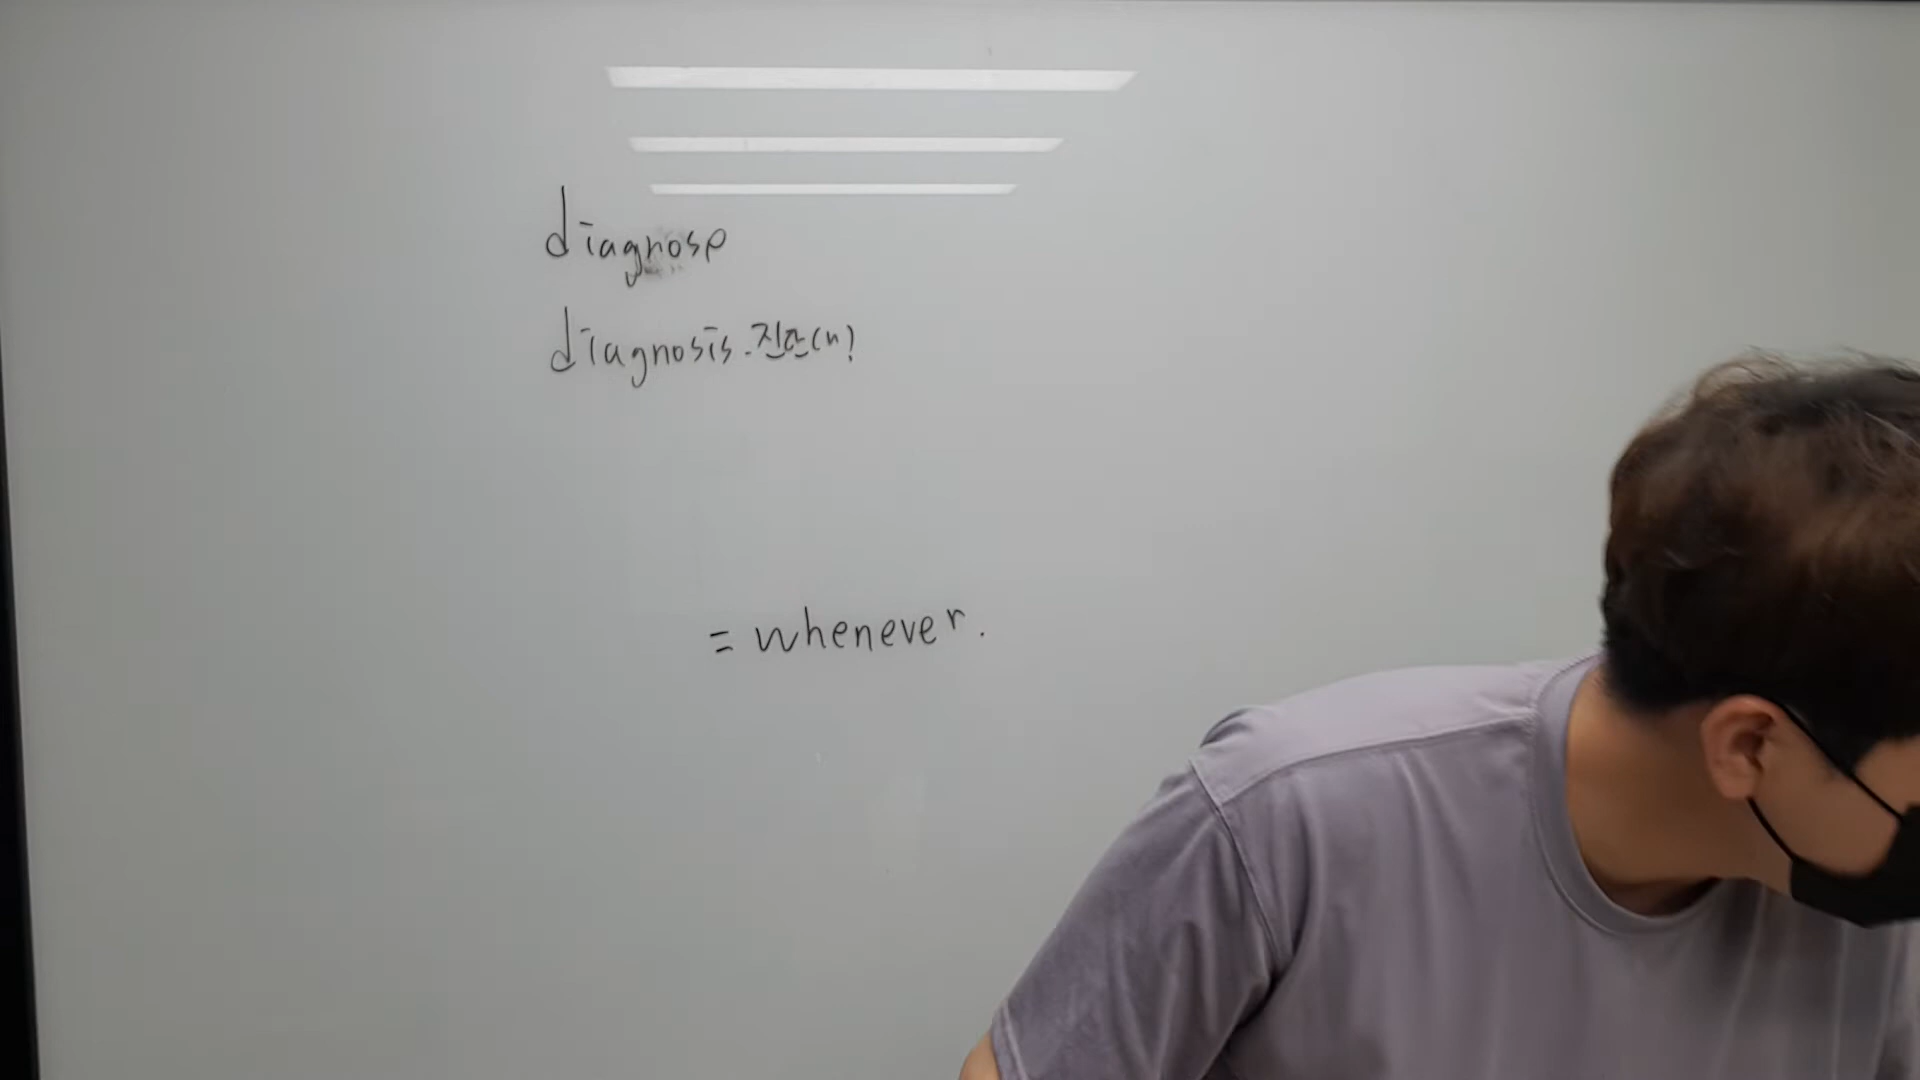 diagnose
diagnosis. 진단(n)
= whenever.